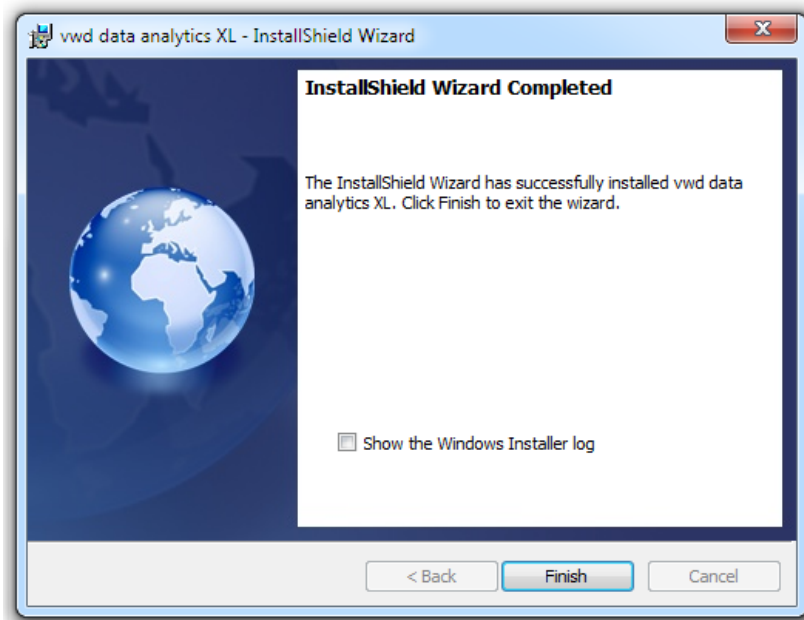 vwd data analytics XL - InstallShield Wizard
InstallShield Wizard Completed
The InstallShield Wizard has successfully installed vwd data
analytics XL. Click Finish to exit the wizard.
Show the Windows Installer log
< Back Finish Cancel